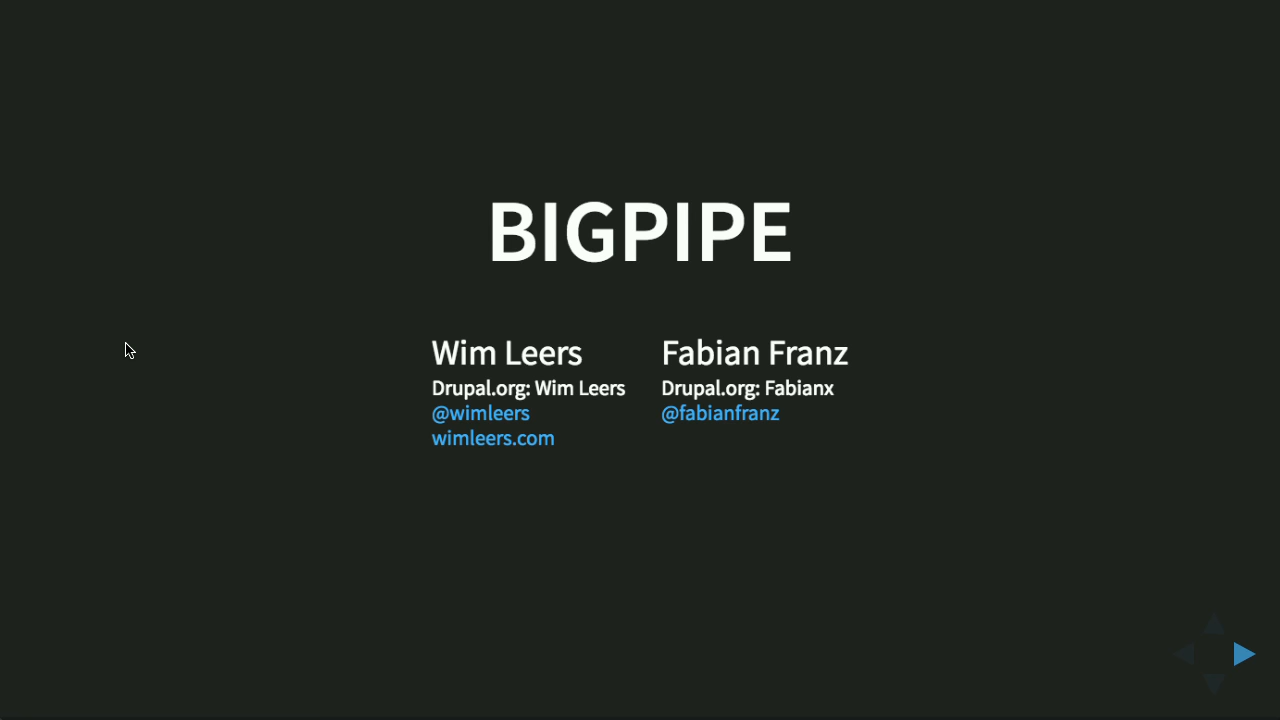 BIGPIPE
Wim Leers
Drupal.org: Wim Leers
@wimleers
wimleers.com
Fabian Franz
Drupal.org: Fabianx
@fabianfranz